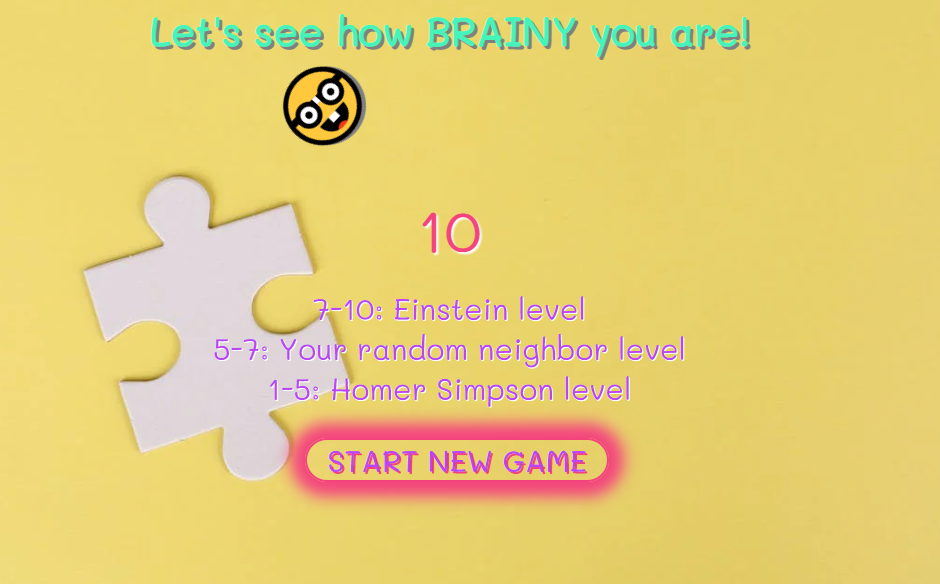 Let's see how BRAINY you are!
10
7-10: Einstein level
5-7: Your random neighbor level
1-5: Homer Simpson level
START NEW GAME